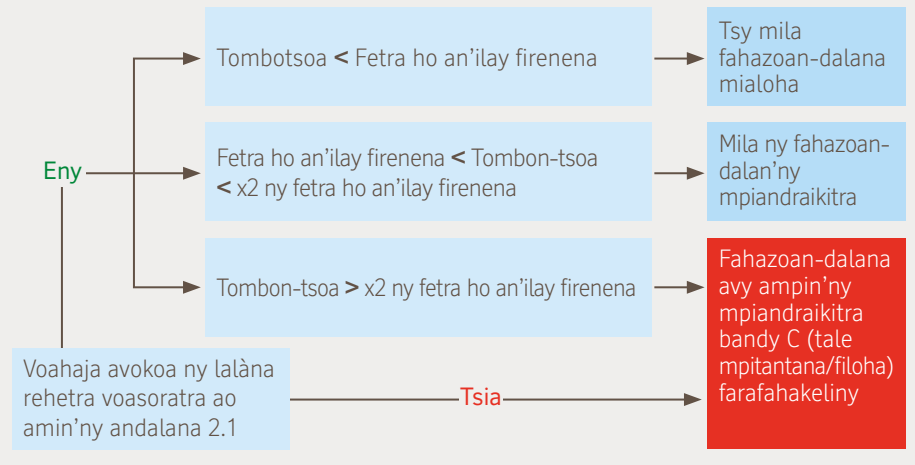 Tombotsoa < Fetra ho an'ilay firenena
Tsy mila
fahazoan-dalana
mialoha
Eny
Fetra ho an'ilay firenena < Tombon-tsoa
< x2 ny fetra ho an'ilay firenena
Mila ny fahazoan-
dalan'ny
mpiandraikitra
Tombon-tsoa > x2 ny fetra ho an'ilay firenena
Fahazoan-dalana
avy ampin'ny
mpiandraikitra
bandy C (tale
mpitantana/filoha)
farafahakeliny
Voahaja avokoa ny lalàna
rehetra voasoratra ao
amin'ny andalana 2.1
Tsia